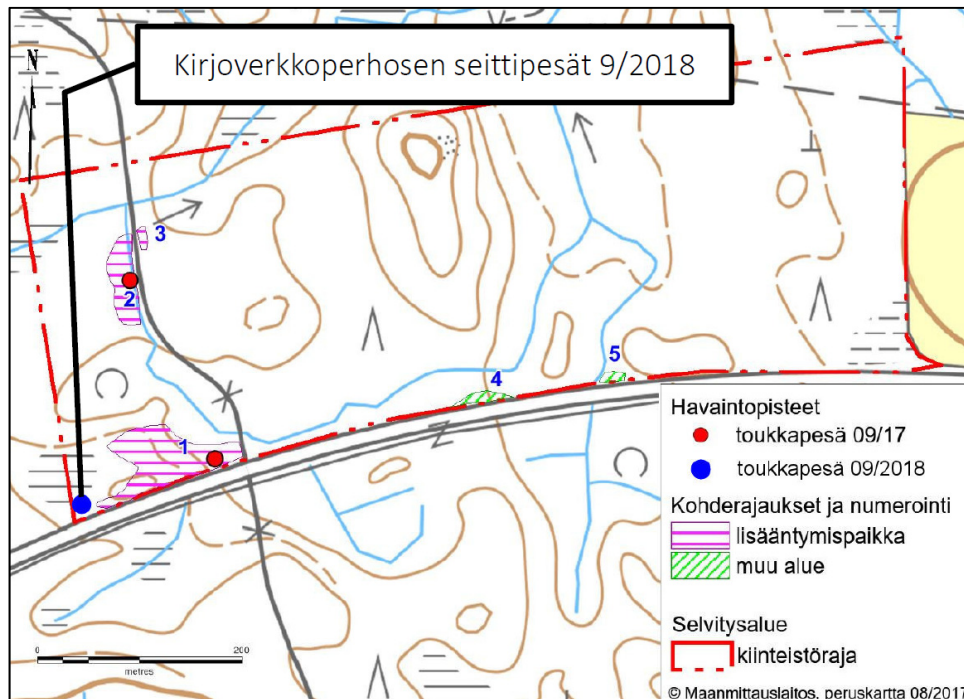 N
Kirjoverkkoperhosen seittipesät 9/2018
3
2
1
4
5
Havaintopisteet
toukkapesä 09/17
toukkapesä 09/2018
Kohderajaukset ja numerointi
lisääntymispaikka
muu alue
Selvitysalue
kiinteistöraja
0 200
metres
© Maanmittauslaitos, peruskartta 08/2017